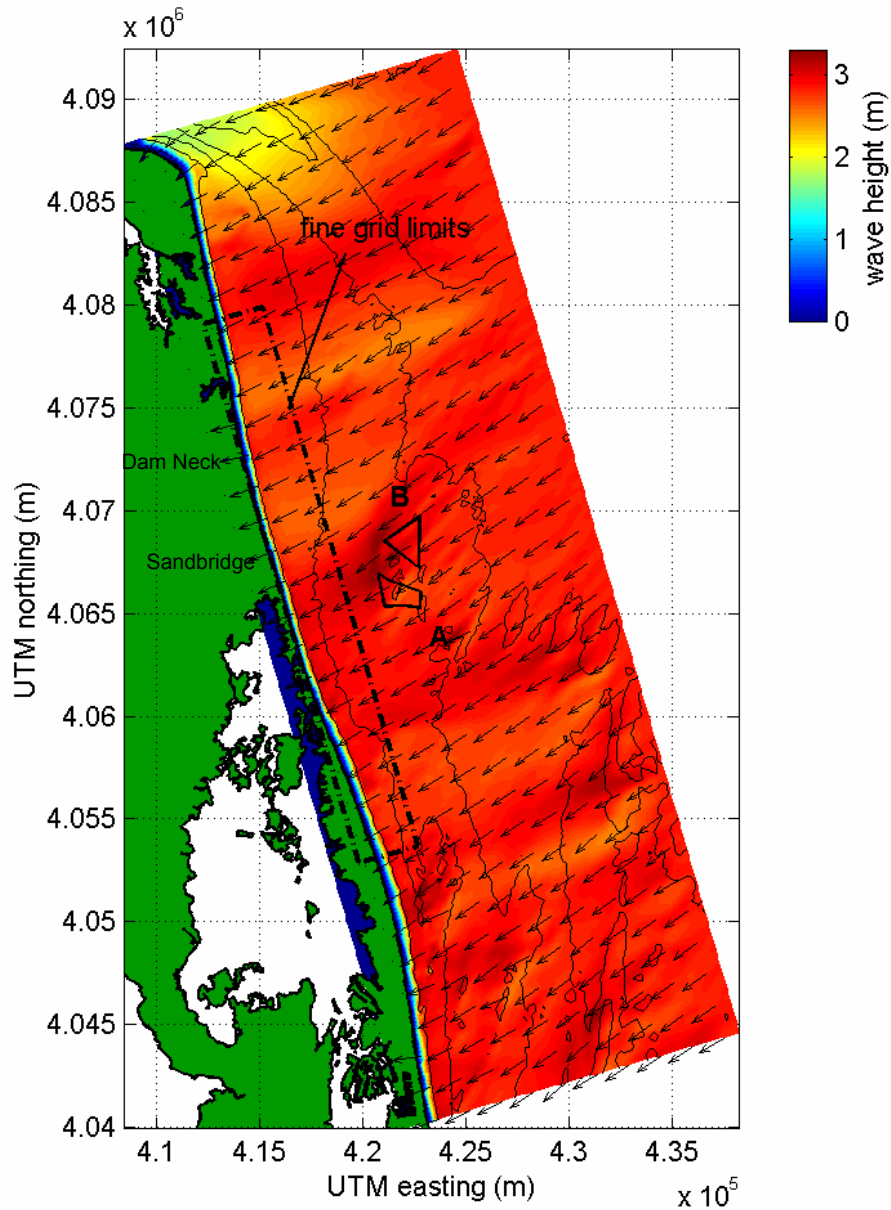 x 10^6
4.09
4.085
4.08
4.075
4.07
4.065
4.06
4.055
4.05
4.045
4.04
UTM northing (m)
fine grid limits
Dam Neck
Sandbridge
B
A
4.1
4.15
4.2
4.25
4.3
4.35
UTM easting (m)
x 10^5
3
2
1
0
wave height (m)